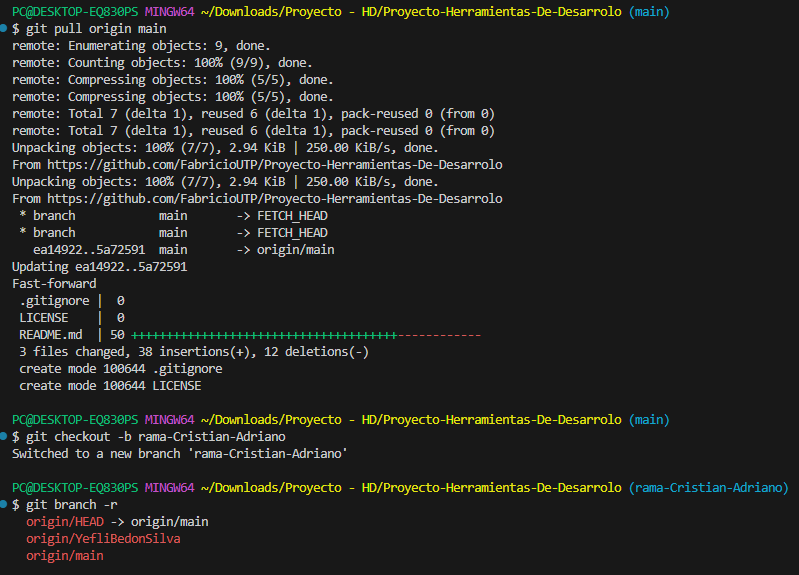 PC@DESKTOP-EQ830PS MINGW64 ~/Downloads/Proyecto - HD/Proyecto-Herramientas-De-Desarrolo (main)
$ git pull origin main
remote: Enumerating objects: 9, done.
remote: Counting objects: 100% (9/9), done.
remote: Compressing objects: 100% (5/5), done.
remote: Compressing objects: 100% (5/5), done.
remote: Total 7 (delta 1), reused 6 (delta 1), pack-reused 0 (from 0)
remote: Total 7 (delta 1), reused 6 (delta 1), pack-reused 0 (from 0)
Unpacking objects: 100% (7/7), 2.94 KiB | 250.00 KiB/s, done.
From https://github.com/FabricioUTP/Proyecto-Herramientas-De-Desarrolo
Unpacking objects: 100% (7/7), 2.94 KiB | 250.00 KiB/s, done.
From https://github.com/FabricioUTP/Proyecto-Herramientas-De-Desarrolo
 * branch            main       -> FETCH_HEAD
 * branch            main       -> FETCH_HEAD
   ea14922..5a72591  main       -> origin/main
Updating ea14922..5a72591
Fast-forward
 .gitignore |  0
 LICENSE    |  0
 README.md  | 50 ++++++++++++++++++++++++++++++++++++++------------
 3 files changed, 38 insertions(+), 12 deletions(-)
 create mode 100644 .gitignore
 create mode 100644 LICENSE
PC@DESKTOP-EQ830PS MINGW64 ~/Downloads/Proyecto - HD/Proyecto-Herramientas-De-Desarrolo (main)
$ git checkout -b rama-Cristian-Adriano
Switched to a new branch 'rama-Cristian-Adriano'
PC@DESKTOP-EQ830PS MINGW64 ~/Downloads/Proyecto - HD/Proyecto-Herramientas-De-Desarrolo (rama-Cristian-Adriano)
$ git branch -r
  origin/HEAD -> origin/main
  origin/YefliBedonSilva
  origin/main